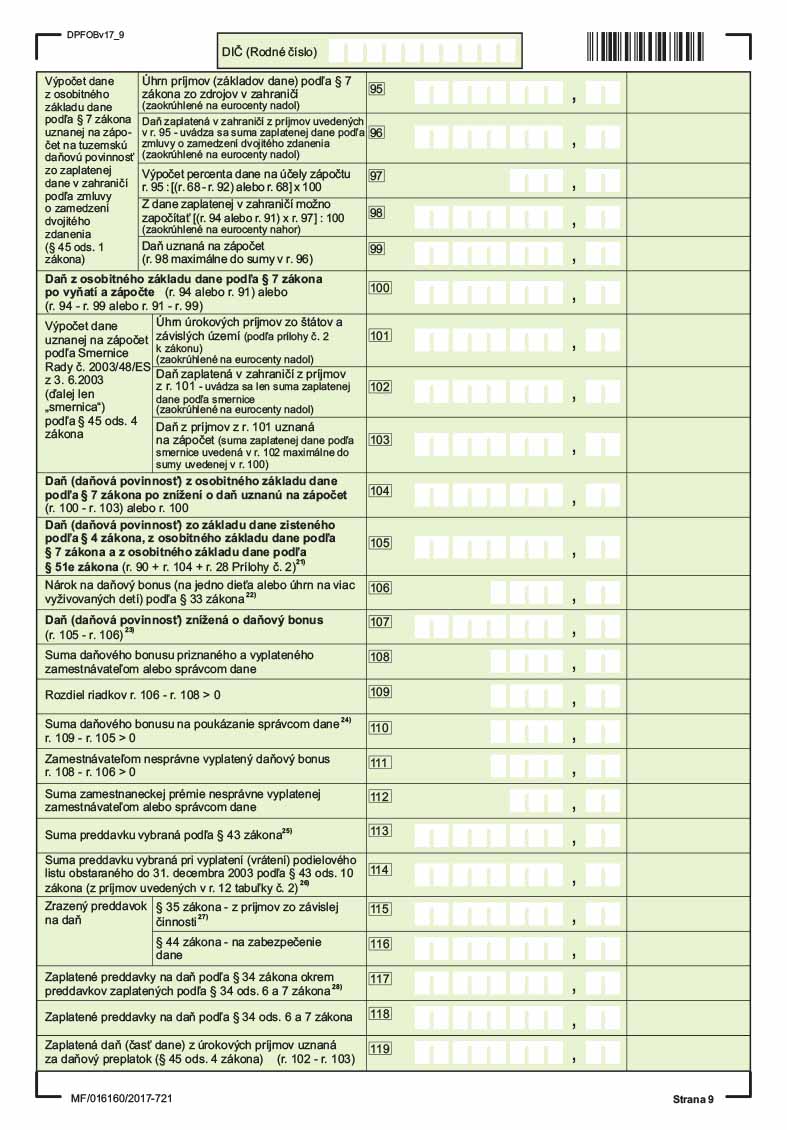 DPFOBv17_9
DIČ (Rodné číslo)
Výpočet dane
z osobitného
základu dane
podľa § 7 zákona
uznanej na zápo-
čet na tuzemskú
daňovú povinnosť
zo zaplatenej
dane v zahraničí
podľa zmluvy
o zamedzení
dvojitého
zdanenia
(§ 45 ods. 1
zákona)
Úhrn príjmov (základov dane) podľa § 7
zákona zo zdrojov v zahraničí
(zaokrúhlené na eurocenty nadol)
95
,
Daň zaplatená v zahraničí z príjmov uvedených
v r. 95 - uvádza sa suma zaplatenej dane podľa
zmluvy o zamedzení dvojitého zdanenia
(zaokrúhlené na eurocenty nadol)
96
,
Výpočet percenta dane na účely zápočtu
r. 95 : [(r. 68 - r. 92) alebo r. 68] x 100
97
,
Z dane zaplatenej v zahraničí možno
započítať [(r. 94 alebo r. 91) x r. 97] : 100
(zaokrúhlené na eurocenty nahor)
98
,
Daň uznaná na zápočet
(r. 98 maximálne do sumy v r. 96)
99
,
Daň z osobitného základu dane podľa § 7 zákona
po vyňatí a zápočte (r. 94 alebo r. 91) alebo
(r. 94 - r. 99 alebo r. 91 - r. 99)
100
,
Výpočet dane
uznanej na zápočet
podľa Smernice
Rady č. 2003/48/ES
z 3. 6.2003
(ďalej len
„smernica“)
podľa § 45 ods. 4
zákona
Úhrn úrokových príjmov zo štátov a
závislých území (podľa prílohy č. 2
k zákonu)
(zaokrúhlené na eurocenty nadol)
101
,
Daň zaplatená v zahraničí z príjmov
z r. 101 - uvádza sa len suma zaplatenej
dane podľa smernice
(zaokrúhlené na eurocenty nadol)
102
,
Daň z príjmov z r. 101 uznaná
na zápočet (suma zaplatenej dane podľa
smernice uvedená v r. 102 maximálne do
sumy uvedenej v r. 100)
103
,
Daň (daňová povinnosť) z osobitného základu dane
podľa § 7 zákona po znížení o daň uznanú na zápočet
(r. 100 - r. 103) alebo r. 100
104
,
Daň (daňová povinnosť) zo základu dane zisteného
podľa § 4 zákona, z osobitného základu dane podľa
§ 7 zákona a z osobitného základu dane podľa
§ 51e zákona (r. 90 + r. 104 + r. 28 Prílohy č. 2)21)
105
,
Nárok na daňový bonus (na jedno dieťa alebo úhrn na viac
vyživovaných detí) podľa § 33 zákona22)
106
,
Daň (daňová povinnosť) znížená o daňový bonus
(r. 105 - r. 106)23)
107
,
Suma daňového bonusu priznaného a vyplateného
zamestnávateľom alebo správcom dane
108
,
Rozdiel riadkov r. 106 - r. 108 > 0
109
,
Suma daňového bonusu na poukázanie správcom dane24)
r. 109 - r. 105 > 0
110
,
Zamestnávateľom nesprávne vyplatený daňový bonus
r. 108 - r. 106 > 0
111
,
Suma zamestnaneckej prémie nesprávne vyplatenej
zamestnávateľom alebo správcom dane
112
,
Suma preddavku vybraná podľa § 43 zákona25)
113
,
Suma preddavku vybraná pri vyplatení (vrátení) podielového
listu obstaraného do 31. decembra 2003 podľa § 43 ods. 10
zákona (z príjmov uvedených v r. 12 tabuľky č. 2)26)
114
,
Zrazený preddavok
na daň
§ 35 zákona - z príjmov zo závislej
činnosti27)
115
,
§ 44 zákona - na zabezpečenie
dane
116
,
Zaplatené preddavky na daň podľa § 34 zákona okrem
preddavkov zaplatených podľa § 34 ods. 6 a 7 zákona28)
117
,
Zaplatené preddavky na daň podľa § 34 ods. 6 a 7 zákona
118
,
Zaplatená daň (časť dane) z úrokových príjmov uznaná
za daňový preplatok (§ 45 ods. 4 zákona) (r. 102 - r. 103)
119
,
MF/016160/2017-721
Strana 9